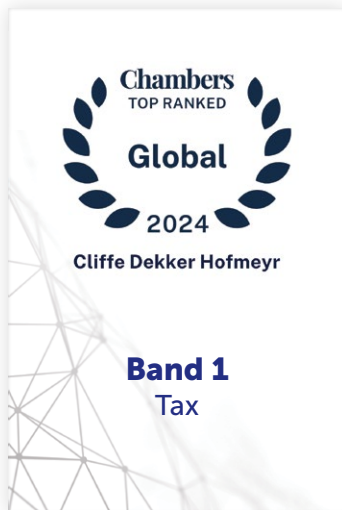 Chambers
TOP RANKED
Global
2024
Cliffe Dekker Hofmeyr
Band 1
Tax